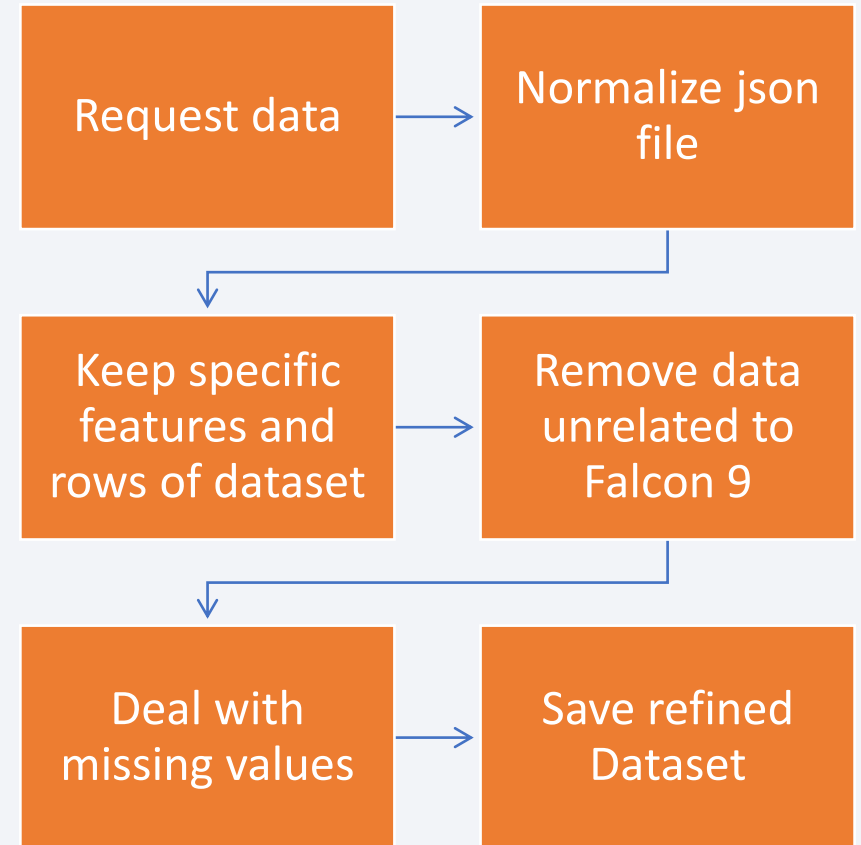 Request data
Normalize json
file
Keep specific
features and
rows of dataset
Remove data
unrelated to
Falcon 9
Deal with
missing values
Save refined
Dataset